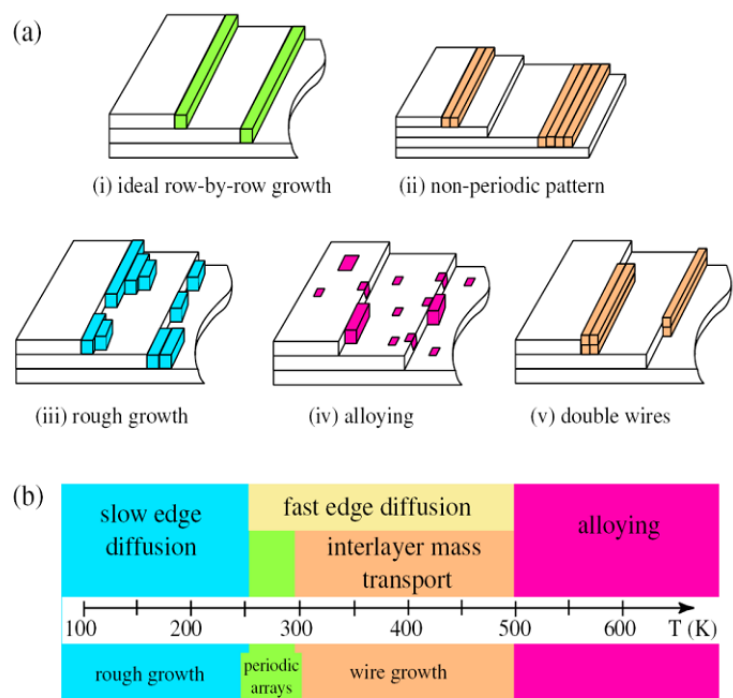 (a)
(i) ideal row-by-row growth
(ii) non-periodic pattern
(iii) rough growth
(iv) alloying
(v) double wires
(b)
slow edge
diffusion
fast edge diffusion
interlayer mass
transport
alloying
100 200 300 400 500 600 T (K)
rough growth
periodic
arrays
wire growth